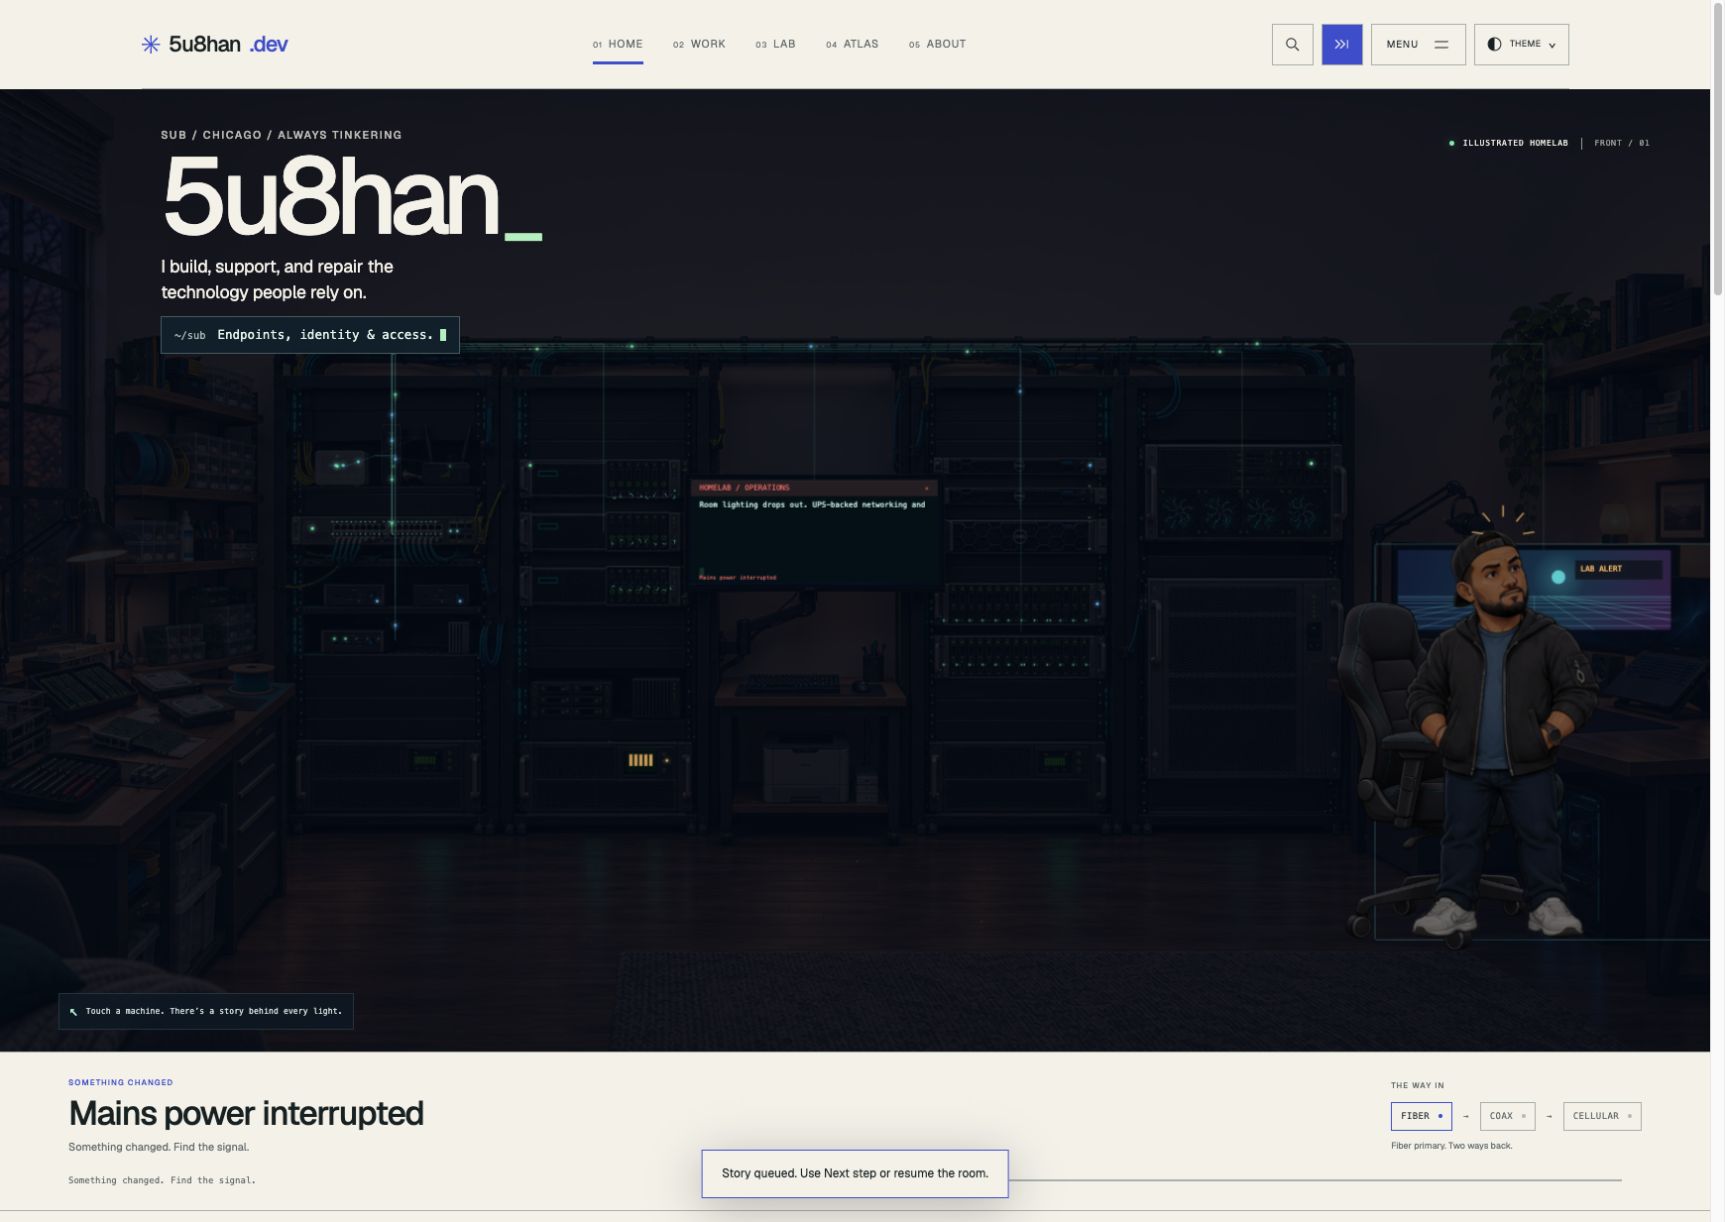 5u8han .dev
01 HOME
02 WORK
03 LAB
04 ATLAS
05 ABOUT
MENU
THEME
SUB / CHICAGO / ALWAYS TINKERING
ILLUSTRATED HOMELAB | FRONT / 01
5u8han_
I build, support, and repair the
technology people rely on.
~/sub Endpoints, identity & access.
HOMELAB / OPERATIONS
Room lighting drops out. UPS-backed networking and
Mains power interrupted
LAB ALERT
Touch a machine. There's a story behind every light.
SOMETHING CHANGED
Mains power interrupted
Something changed. Find the signal.
Something changed. Find the signal.
THE WAY IN
FIBER → COAX → CELLULAR
Fiber primary. Two ways back.
Story queued. Use Next step or resume the room.